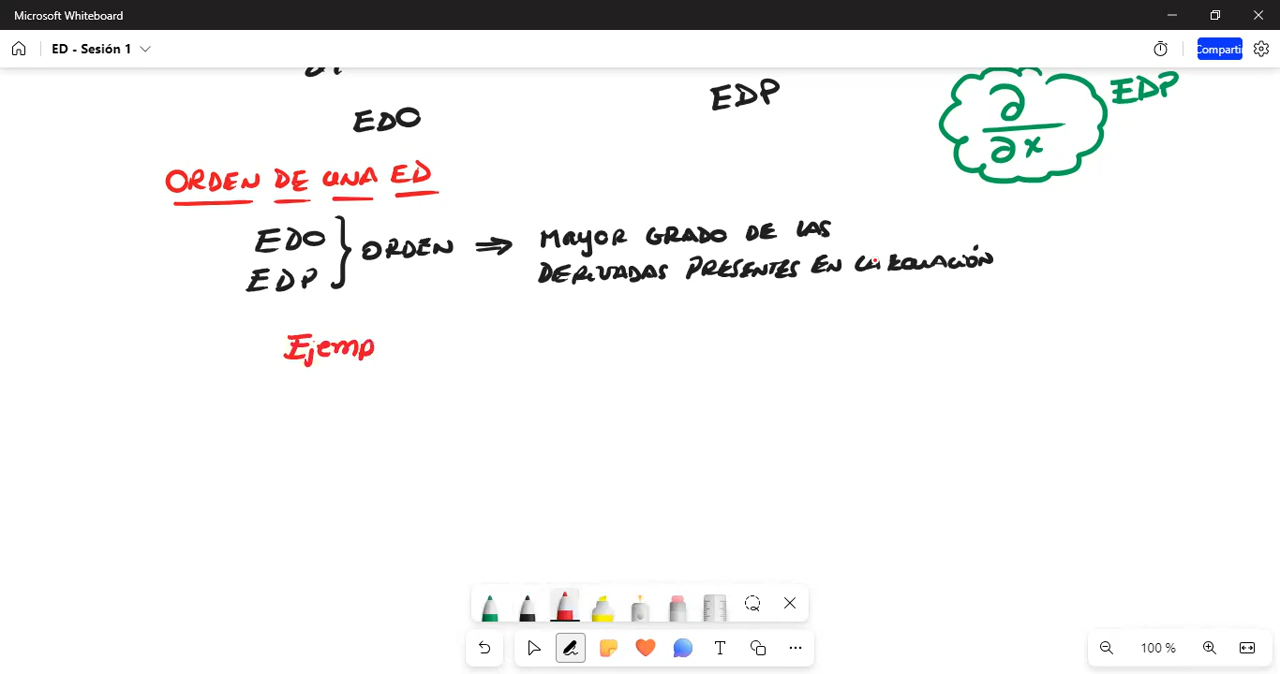 Microsoft Whiteboard
ED - Sesión 1
Compartir
EDO
EDP
∂
∂x
EDP
ORDEN DE UNA ED
EDO
EDP
ORDEN ⇒ MAYOR GRADO DE LAS
DERIVADAS PRESENTES EN LA ECUACIÓN
Ejemp
100 %